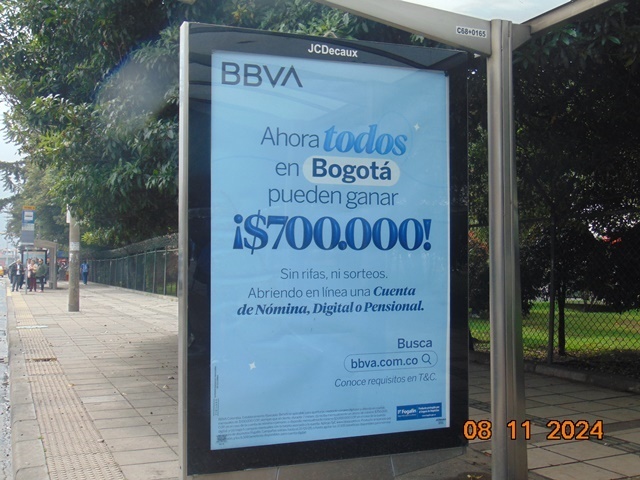 C68+0165
JCDecaux
BBVA
Ahora todos
en Bogotá
pueden ganar
¡$700.000!
Sin rifas, ni sorteos.
Abriendo en línea una Cuenta
de Nómina, Digital o Pensional.
Busca
bbva.com.co
Conoce requisitos en T&C.
Fogafín
08 11 2024